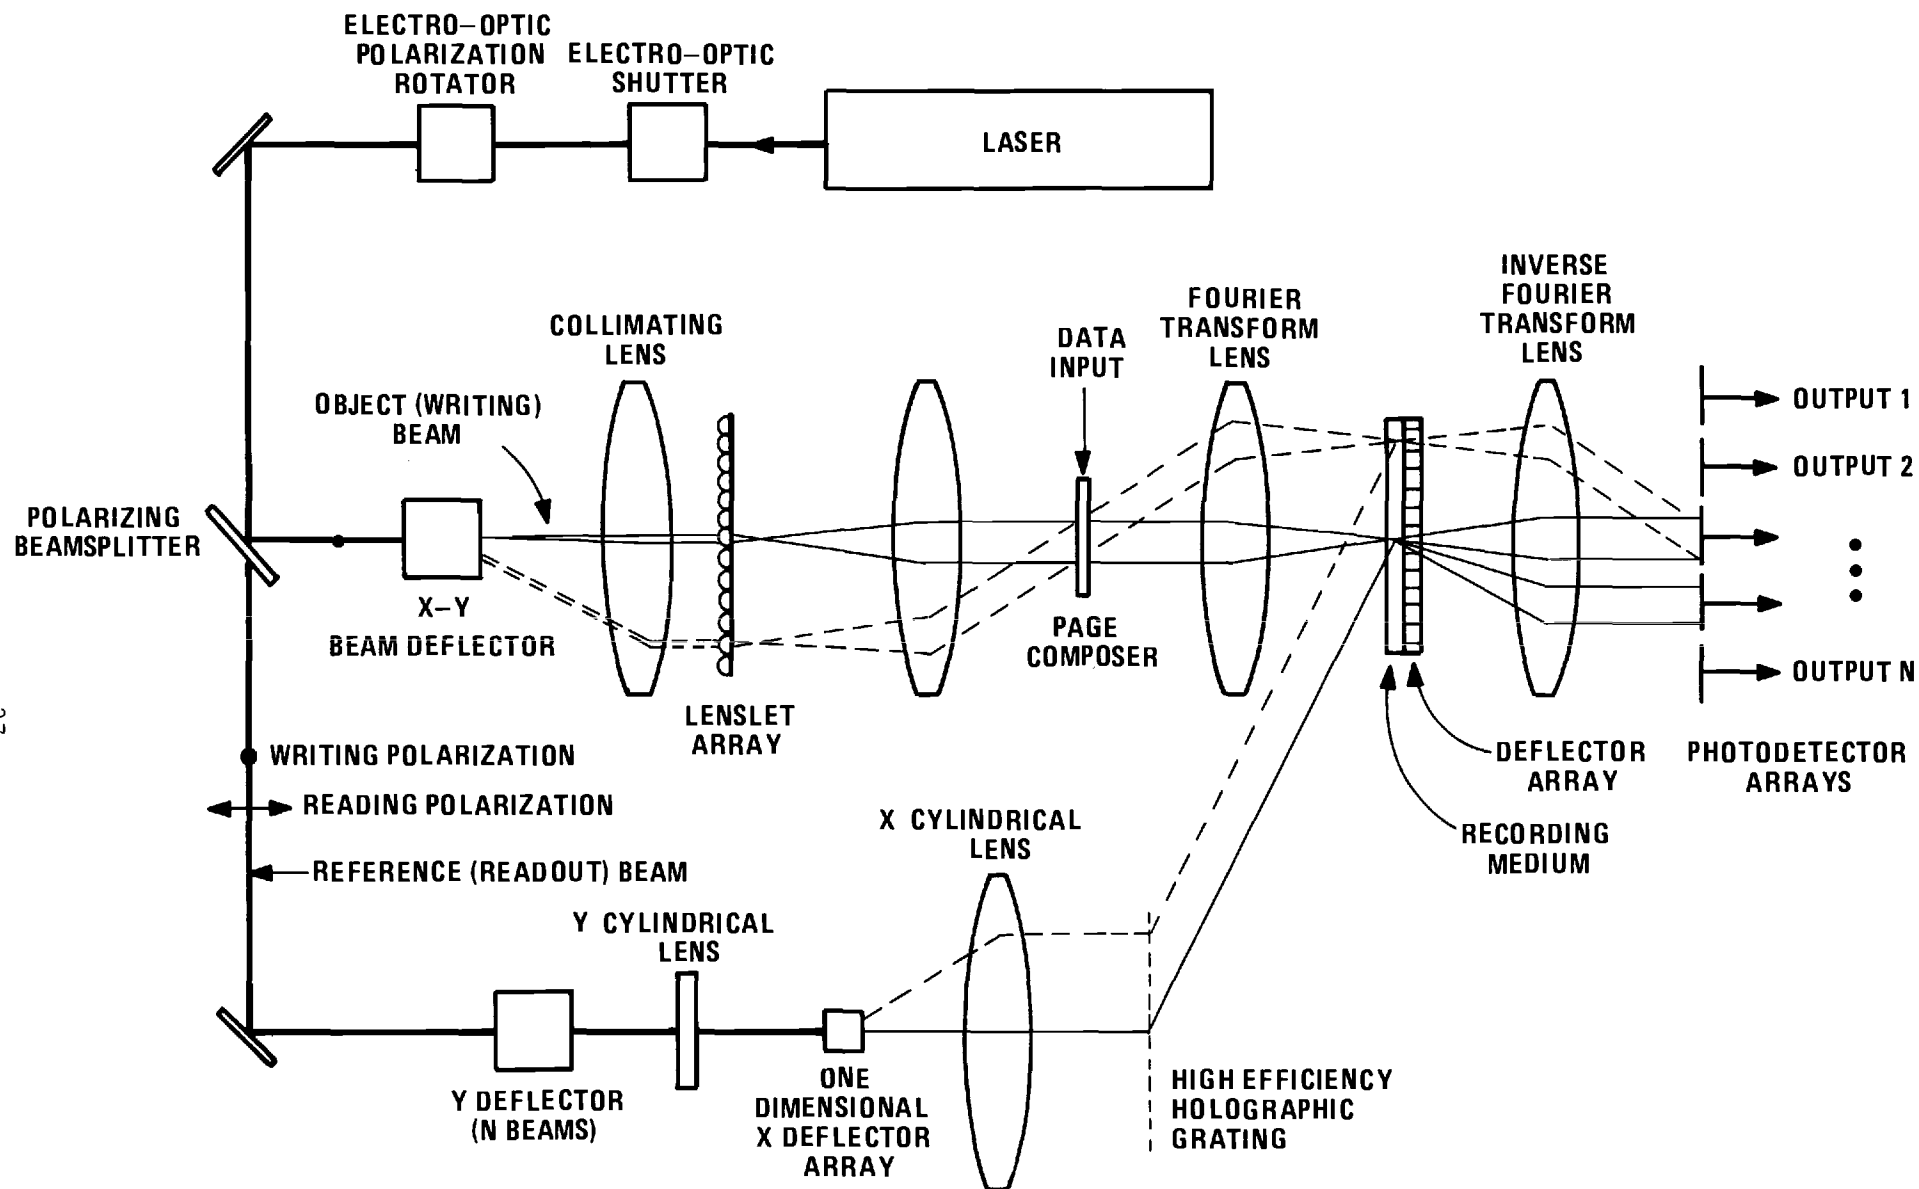 ELECTRO-OPTIC
POLARIZATION
ROTATOR
ELECTRO-OPTIC
SHUTTER
LASER
COLLIMATING
LENS
OBJECT (WRITING)
BEAM
DATA
INPUT
FOURIER
TRANSFORM
LENS
INVERSE
FOURIER
TRANSFORM
LENS
OUTPUT 1
OUTPUT 2
OUTPUT N
POLARIZING
BEAMSPLITTER
X-Y
BEAM DEFLECTOR
LENSLET
ARRAY
PAGE
COMPOSER
DEFLECTOR
ARRAY
PHOTODETECTOR
ARRAYS
RECORDING
MEDIUM
WRITING POLARIZATION
READING POLARIZATION
REFERENCE (READOUT) BEAM
X CYLINDRICAL
LENS
Y CYLINDRICAL
LENS
Y DEFLECTOR
(N BEAMS)
ONE
DIMENSIONAL
X DEFLECTOR
ARRAY
HIGH EFFICIENCY
HOLOGRAPHIC
GRATING